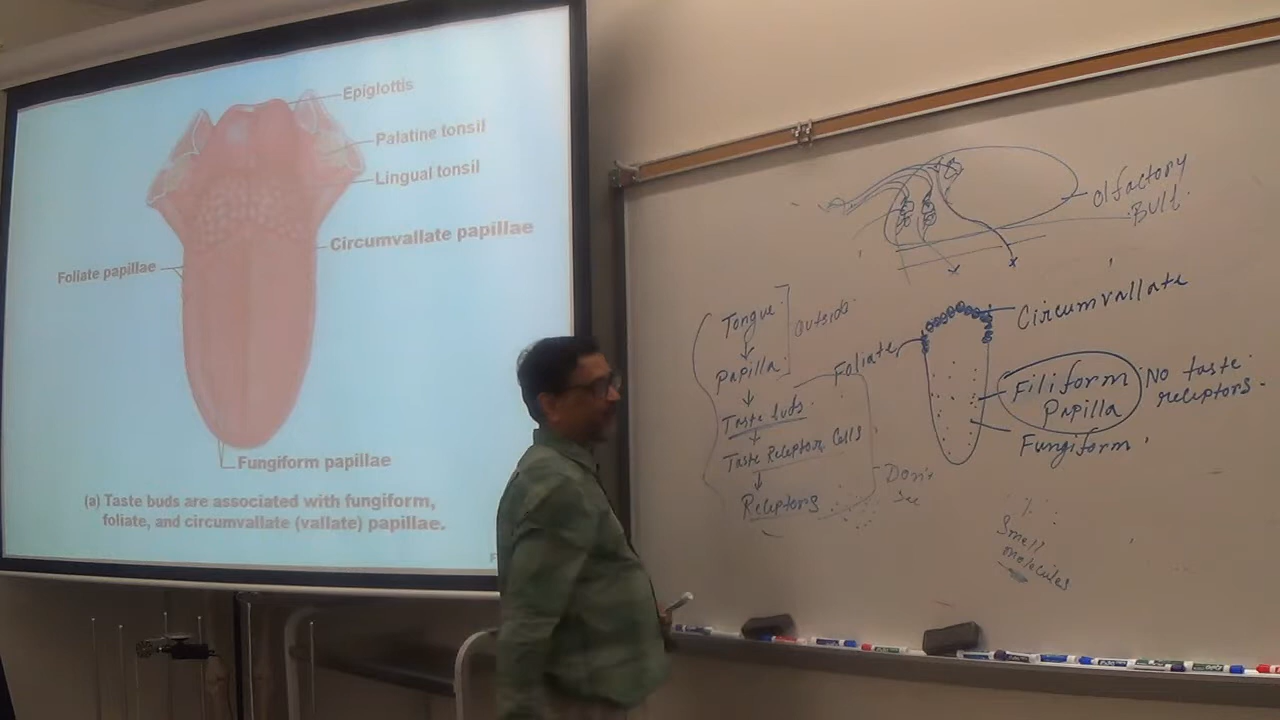 Epiglottis
Palatine tonsil
Lingual tonsil
Circumvallate papillae
Foliate papillae
Fungiform papillae
(a) Taste buds are associated with fungiform,
foliate, and circumvallate (vallate) papillae.
Olfactory
Bulb
Tongue
Outside
Papilla
Taste buds
Taste Receptor Cells
Receptors
Don't
see
Foliate
Circumvallate
Filiform
Papilla
No taste
receptors.
Fungiform
Smell
molecules